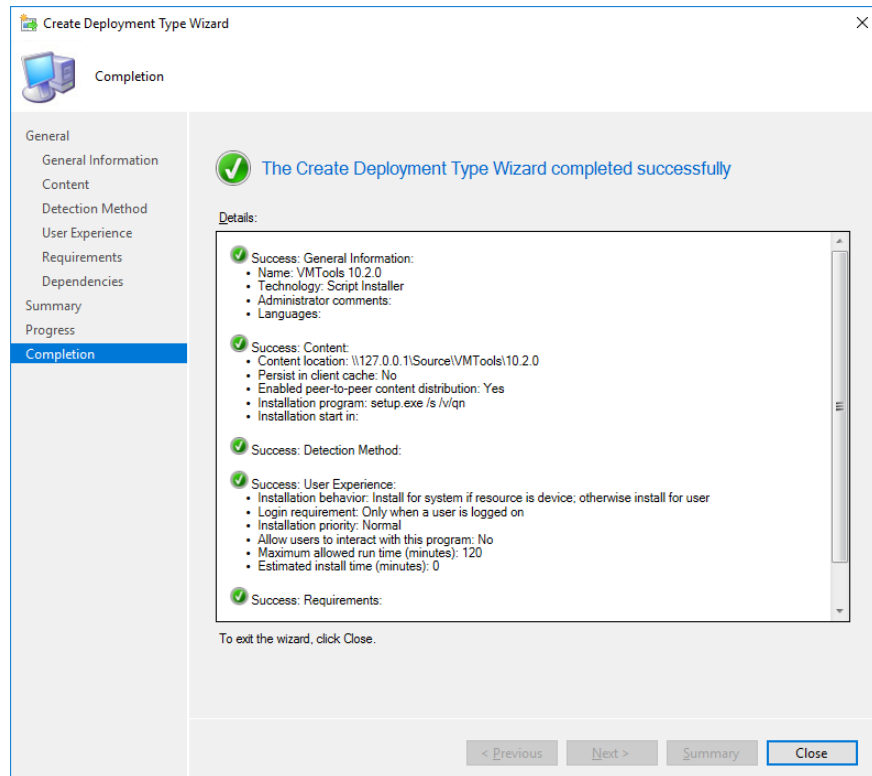 Create Deployment Type Wizard
Completion
General
General Information
Content
Detection Method
User Experience
Requirements
Dependencies
Summary
Progress
Completion
The Create Deployment Type Wizard completed successfully
Details:
Success: General Information:
• Name: VMTools 10.2.0
• Technology: Script Installer
• Administrator comments:
• Languages:
Success: Content:
• Content location: \\127.0.0.1\Source\VMTools\10.2.0
• Persist in client cache: No
• Enabled peer-to-peer content distribution: Yes
• Installation program: setup.exe /s /v/qn
• Installation start in:
Success: Detection Method:
Success: User Experience:
• Installation behavior: Install for system if resource is device; otherwise install for user
• Login requirement: Only when a user is logged on
• Installation priority: Normal
• Allow users to interact with this program: No
• Maximum allowed run time (minutes): 120
• Estimated install time (minutes): 0
Success: Requirements:
To exit the wizard, click Close.
< Previous
Next >
Summary
Close